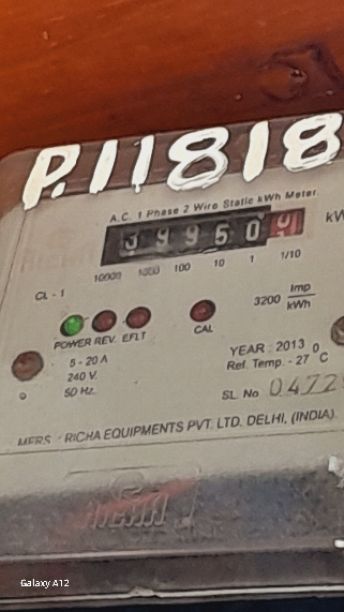 P.11818
A.C. 1 Phase 2 Wire Static kWh Meter.
39950 kW
10000 1000 100 10 1 1/10
CL - 1
3200 Imp/kWh
POWER REV. EFLT CAL
5 - 20 A
240 V.
50 Hz.
YEAR : 2013
Ref. Temp. - 27 °C
SL. No. 0472
MFRS. : RICHA EQUIPMENTS PVT. LTD. DELHI, (INDIA)
Galaxy A12